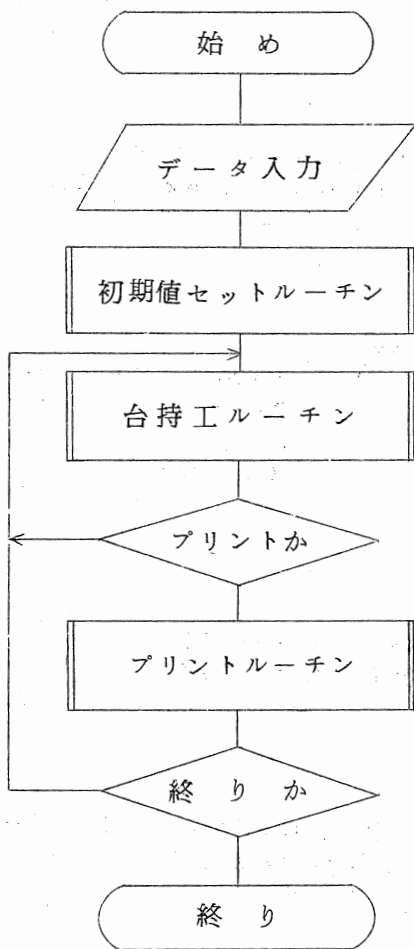 始め
データ入力
初期値セットルーチン
台持工ルーチン
プリントか
プリントルーチン
終りか
終り